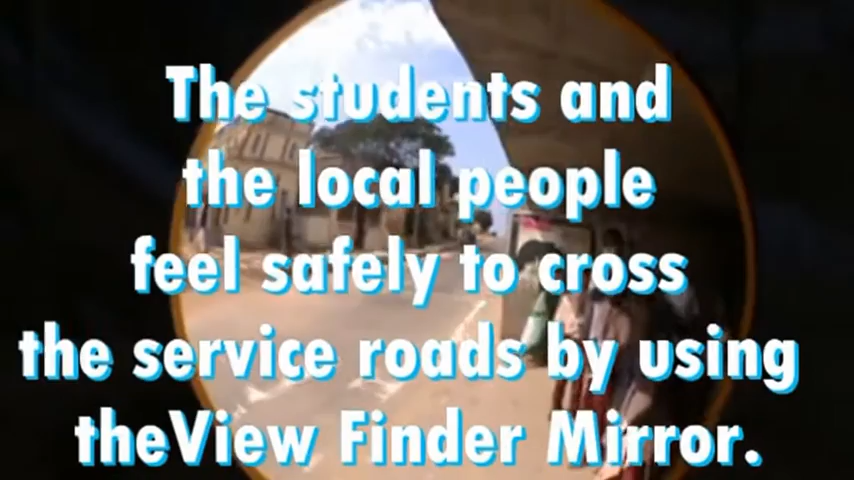 The students and
the local people
feel safely to cross
the service roads by using
theView Finder Mirror.